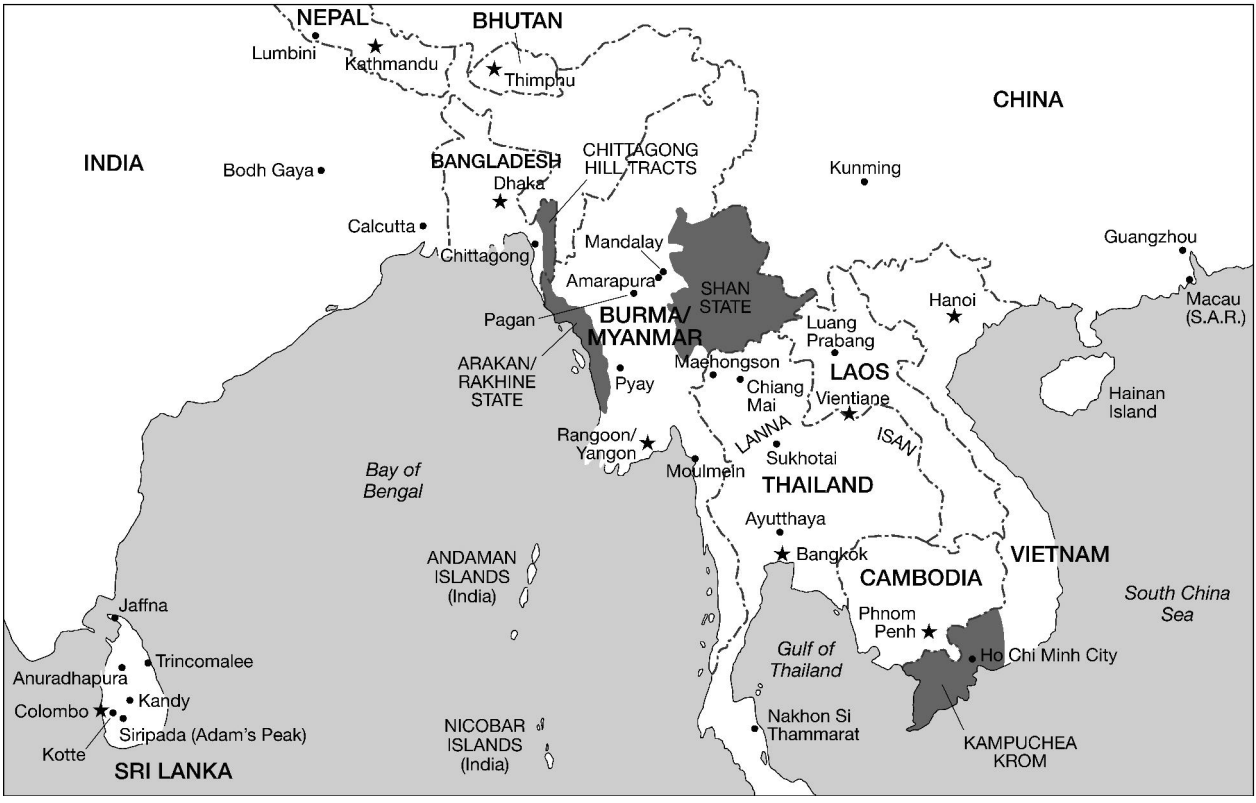 NEPAL
BHUTAN
Lumbini
Kathmandu
Thimphu
CHINA
INDIA
Bodh Gaya
BANGLADESH
Dhaka
CHITTAGONG
HILL TRACTS
Kunming
Calcutta
Chittagong
Mandalay
Amarapura
Pagan
SHAN
STATE
BURMA/
MYANMAR
Guangzhou
Macau
(S.A.R.)
Hanoi
Luang
Prabang
LAOS
Vientiane
Hainan
Island
ARAKAN/
RAKHINE
STATE
Pyay
Maehongson
Chiang
Mai
LANNA
ISAN
Rangoon/
Yangon
Moulmein
Sukhotai
THAILAND
Bay of
Bengal
Ayutthaya
Bangkok
CAMBODIA
VIETNAM
ANDAMAN
ISLANDS
(India)
Phnom
Penh
South China
Sea
Gulf of
Thailand
Ho Chi Minh City
Jaffna
Trincomalee
Anuradhapura
Kandy
Colombo
Siripada (Adam's Peak)
Kotte
SRI LANKA
NICOBAR
ISLANDS
(India)
Nakhon Si
Thammarat
KAMPUCHEA
KROM